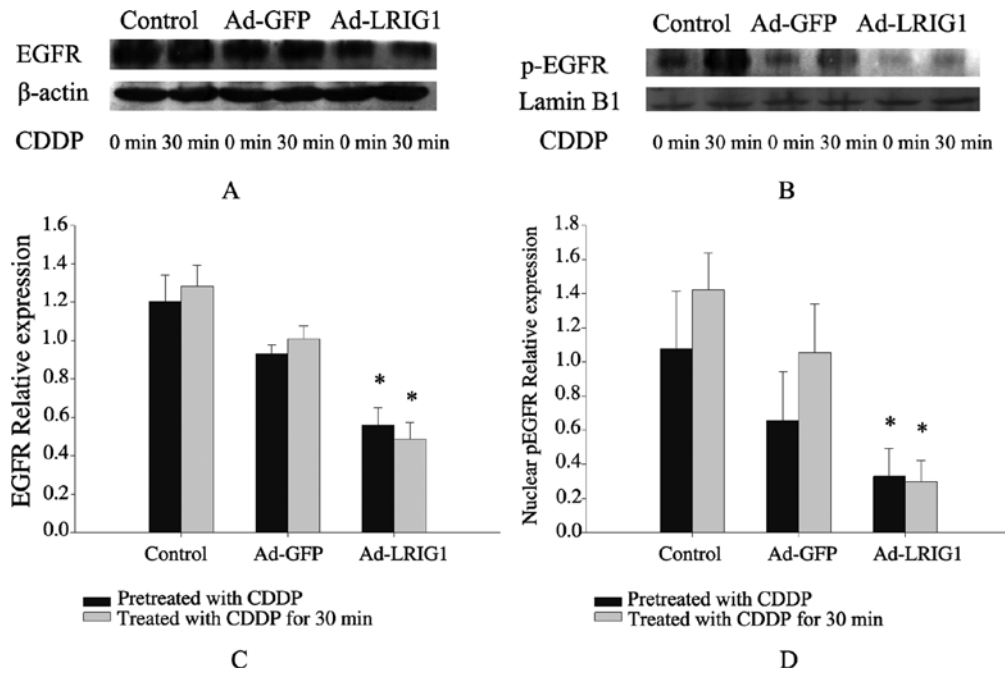 Control Ad-GFP Ad-LRIG1
EGFR
β-actin
CDDP 0 min 30 min 0 min 30 min 0 min 30 min
A
Control Ad-GFP Ad-LRIG1
p-EGFR
Lamin B1
CDDP 0 min 30 min 0 min 30 min 0 min 30 min
B
EGFR Relative expression
1.6
1.4
1.2
1.0
0.8
0.6
0.4
0.2
0.0
* *
Control Ad-GFP Ad-LRIG1
Pretreated with CDDP
Treated with CDDP for 30 min
C
Nuclear pEGFR Relative expression
1.8
1.6
1.4
1.2
1.0
0.8
0.6
0.4
0.2
0.0
* *
Control Ad-GFP Ad-LRIG1
Pretreated with CDDP
Treated with CDDP for 30 min
D